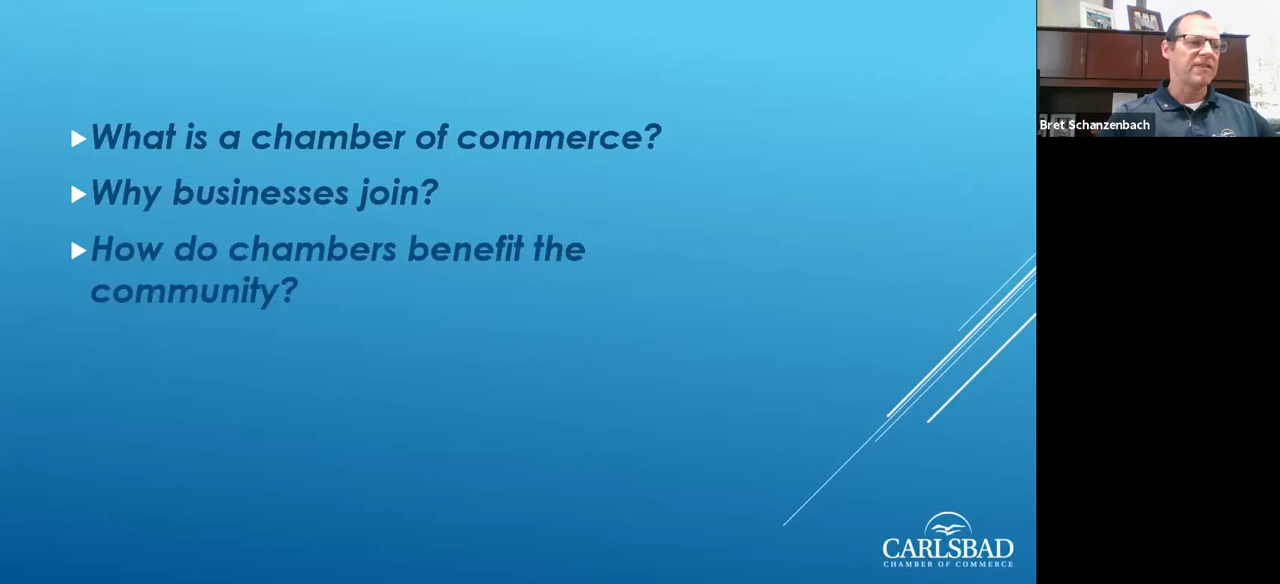 What is a chamber of commerce?
Why businesses join?
How do chambers benefit the
community?
Bret Schanzenbach
CARLSBAD
CHAMBER OF COMMERCE